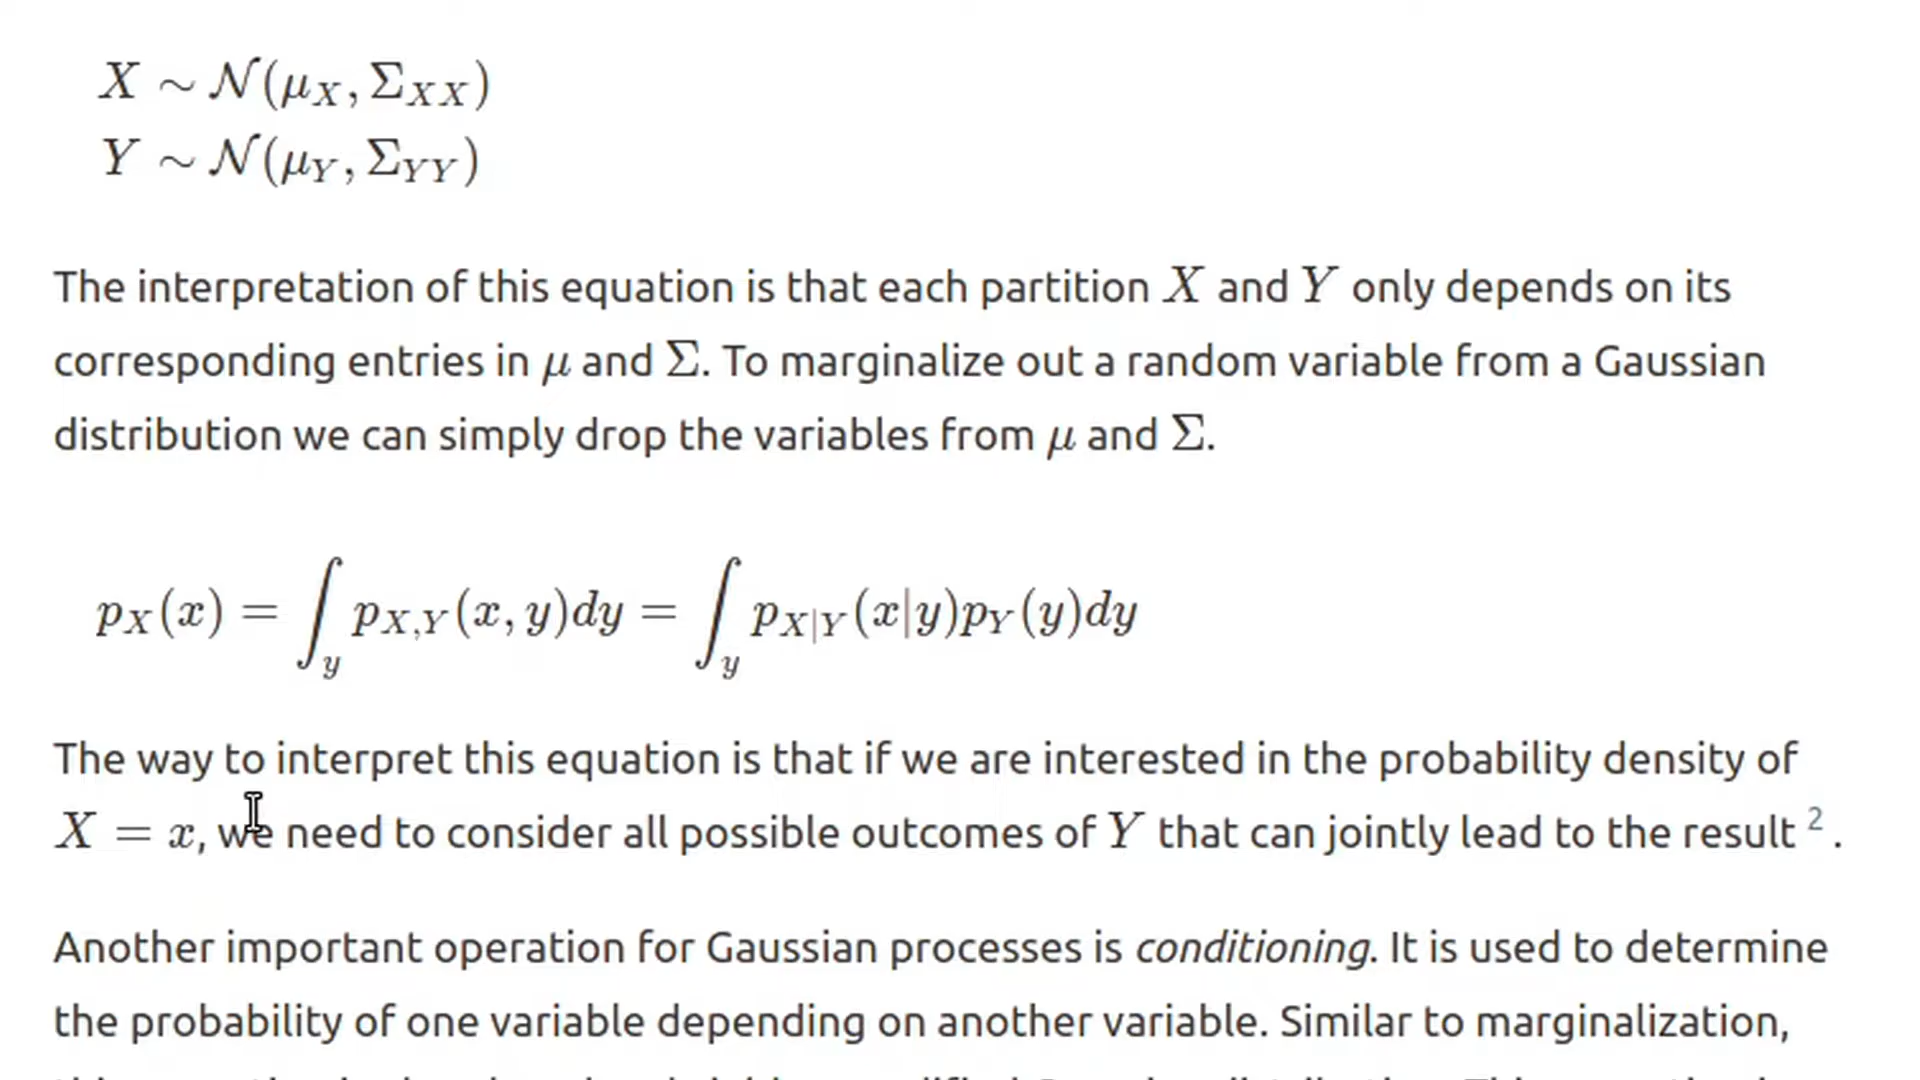 X ∼ 𝒩(μ_X, Σ_XX)
Y ∼ 𝒩(μ_Y, Σ_YY)
The interpretation of this equation is that each partition X and Y only depends on its
corresponding entries in μ and Σ. To marginalize out a random variable from a Gaussian
distribution we can simply drop the variables from μ and Σ.
p_X(x) = ∫_y p_{X,Y}(x, y)dy = ∫_y p_{X|Y}(x|y)p_Y(y)dy
The way to interpret this equation is that if we are interested in the probability density of
X = x, we need to consider all possible outcomes of Y that can jointly lead to the result ².
Another important operation for Gaussian processes is conditioning. It is used to determine
the probability of one variable depending on another variable. Similar to marginalization,